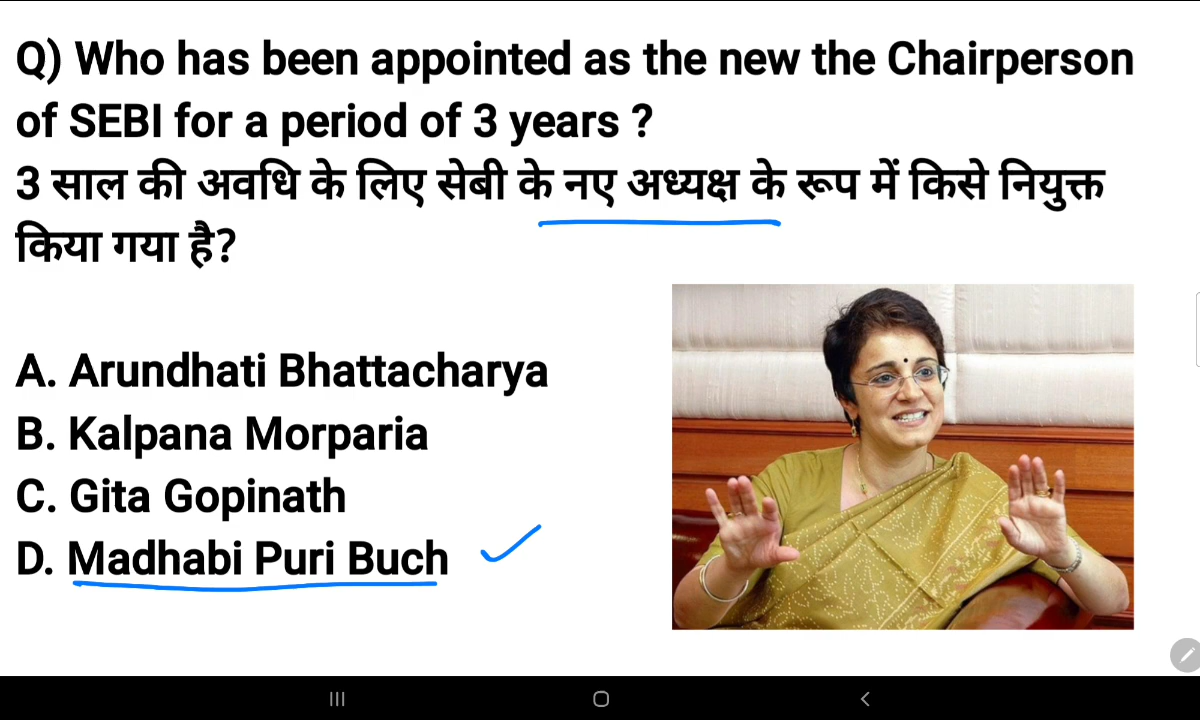 Q) Who has been appointed as the new the Chairperson
of SEBI for a period of 3 years ?
3 साल की अवधि के लिए सेबी के नए अध्यक्ष के रूप में किसे नियुक्त
किया गया है?
A. Arundhati Bhattacharya
B. Kalpana Morparia
C. Gita Gopinath
D. Madhabi Puri Buch